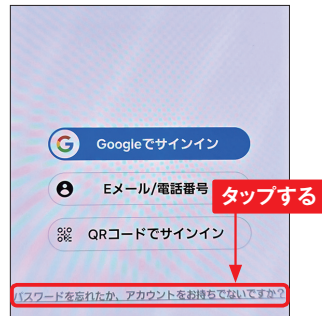 Googleでサインイン
Eメール/電話番号
タップする
QRコードでサインイン
パスワードを忘れたか、アカウントをお持ちでないですか?